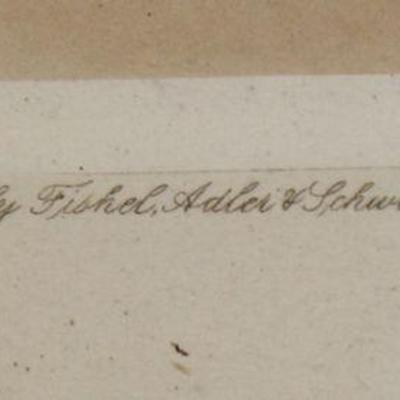 by Fishel, Adler & Schw